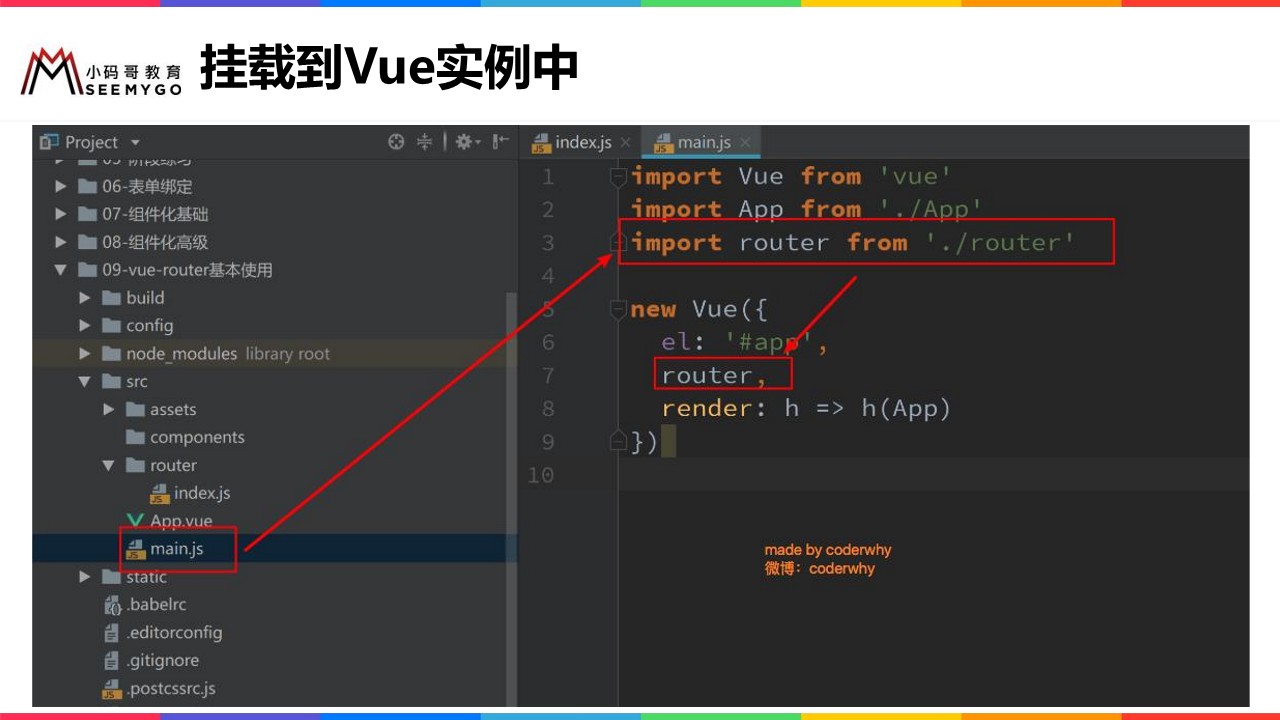 小码哥教育
SEEMYGO
挂载到Vue实例中
Project
index.js
main.js
05-阶段练习
06-表单绑定
07-组件化基础
08-组件化高级
09-vue-router基本使用
build
config
node_modules library root
src
assets
components
router
index.js
App.vue
main.js
static
.babelrc
.editorconfig
.gitignore
.postcssrc.js
1 import Vue from 'vue'
2 import App from './App'
3 import router from './router'
4
5 new Vue({
6 el: '#app',
7 router,
8 render: h => h(App)
9 })
10
made by coderwhy
微博：coderwhy